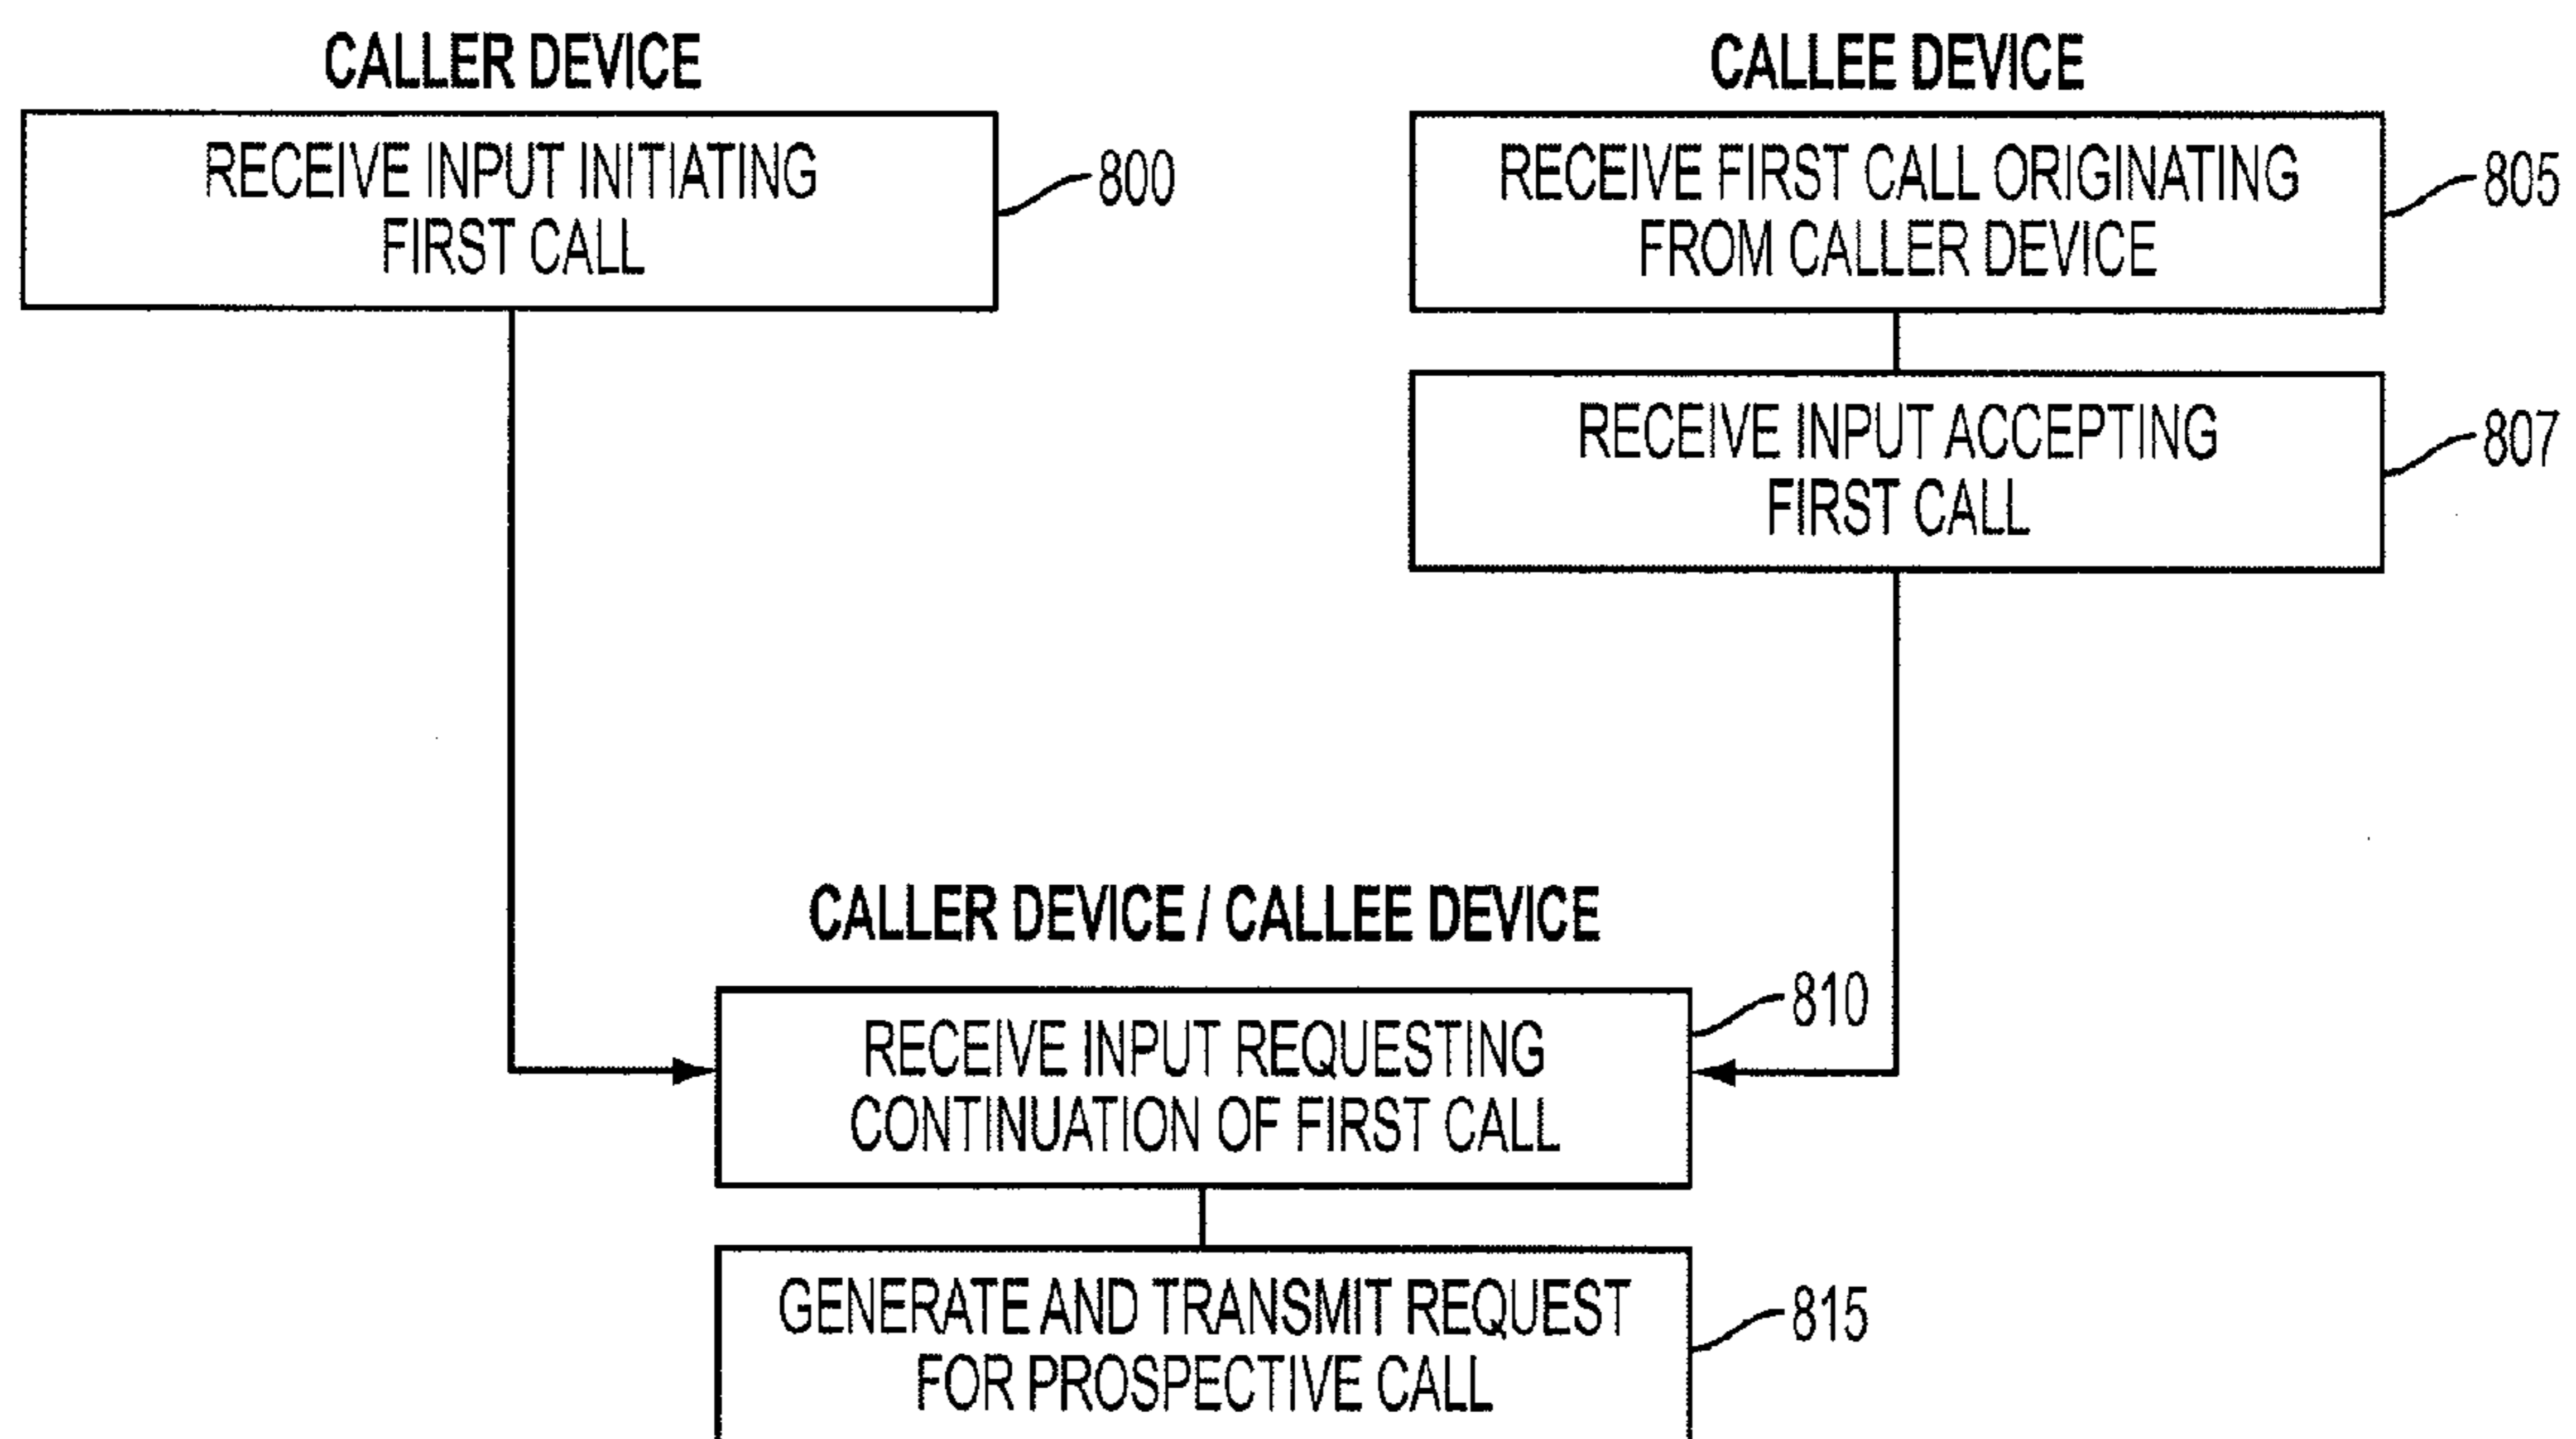 CALLER DEVICE
RECEIVE INPUT INITIATING
FIRST CALL
800
CALLEE DEVICE
RECEIVE FIRST CALL ORIGINATING
FROM CALLER DEVICE
805
RECEIVE INPUT ACCEPTING
FIRST CALL
807
CALLER DEVICE / CALLEE DEVICE
RECEIVE INPUT REQUESTING
CONTINUATION OF FIRST CALL
810
GENERATE AND TRANSMIT REQUEST
FOR PROSPECTIVE CALL
815